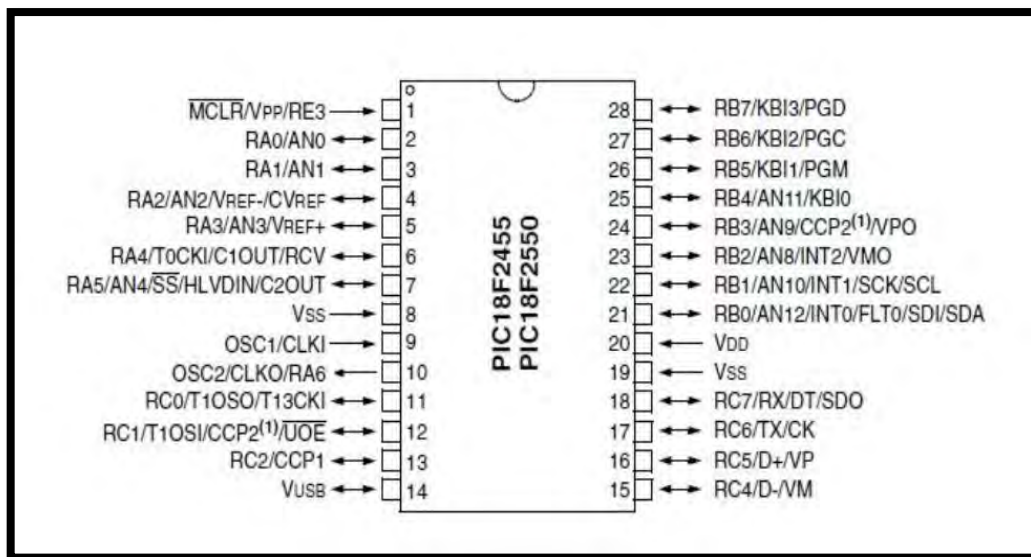 MCLR/VPP/RE3 1 28 RB7/KBI3/PGD
RA0/AN0 2 27 RB6/KBI2/PGC
RA1/AN1 3 26 RB5/KBI1/PGM
RA2/AN2/VREF-/CVREF 4 25 RB4/AN11/KBI0
RA3/AN3/VREF+ 5 24 RB3/AN9/CCP2(1)/VPO
RA4/T0CKI/C1OUT/RCV 6 23 RB2/AN8/INT2/VMO
RA5/AN4/SS/HLVDIN/C2OUT 7 22 RB1/AN10/INT1/SCK/SCL
VSS 8 21 RB0/AN12/INT0/FLT0/SDI/SDA
OSC1/CLKI 9 20 VDD
OSC2/CLKO/RA6 10 19 VSS
RC0/T1OSO/T13CKI 11 18 RC7/RX/DT/SDO
RC1/T1OSI/CCP2(1)/UOE 12 17 RC6/TX/CK
RC2/CCP1 13 16 RC5/D+/VP
VUSB 14 15 RC4/D-/VM
PIC18F2455
PIC18F2550